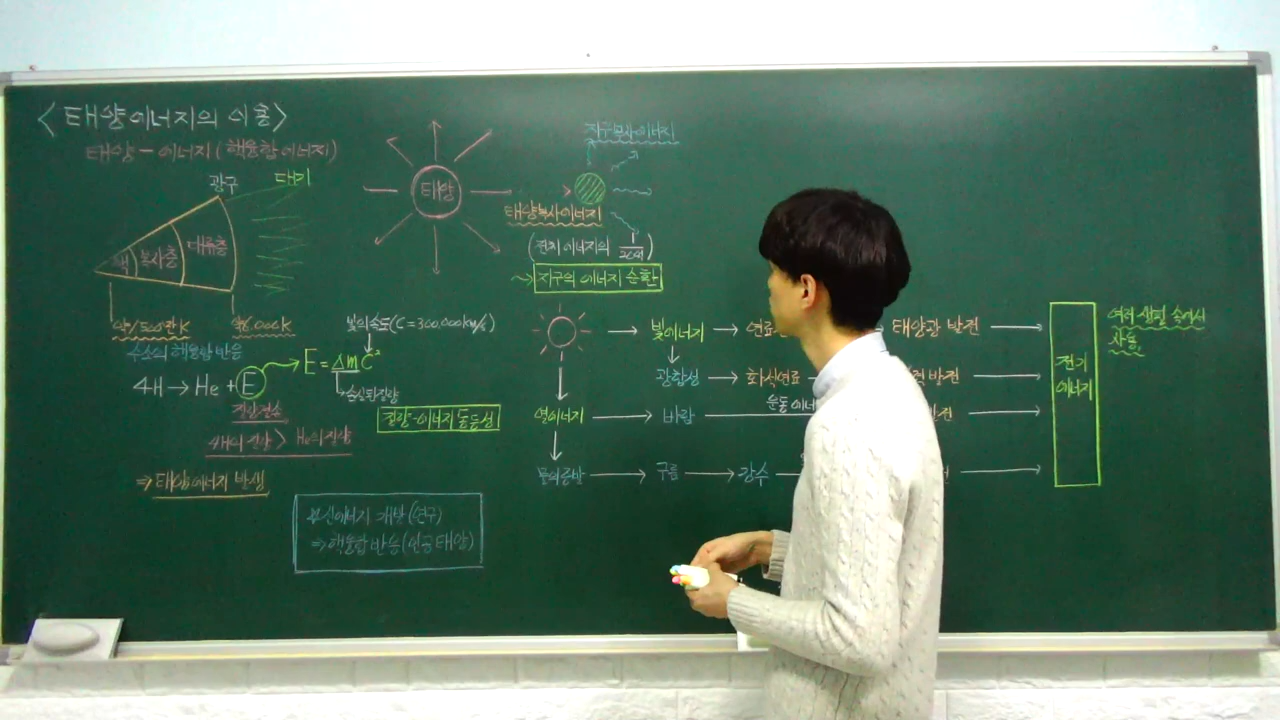 <태양에너지의 이용>
태양 - 에너지 (핵융합 에너지)
광구 대기
핵 복사층 대류층
약 1,500만K 약 6,000K
수소의 핵융합 반응
4H → He + E → E = Δmc²
빛의 속도 (C = 300,000km/s)
손실된 질량
질량결손
질량-에너지 동등성
4H의 질량 > He의 질량
⇒ 태양에너지 발생
신에너지 개발 (연구)
⇒ 핵융합 반응 (인공태양)
태양
지구복사에너지
태양복사에너지
(전체 에너지의 1/20억)
지구의 에너지 순환
→ 빛에너지 → 태양광 발전 →
광합성 → 화석연료 발전 →
열에너지 → 바람 운동에너 →
물의증발 → 구름 → 강수 →
전기
에너지
여러 생활 속에서
사용